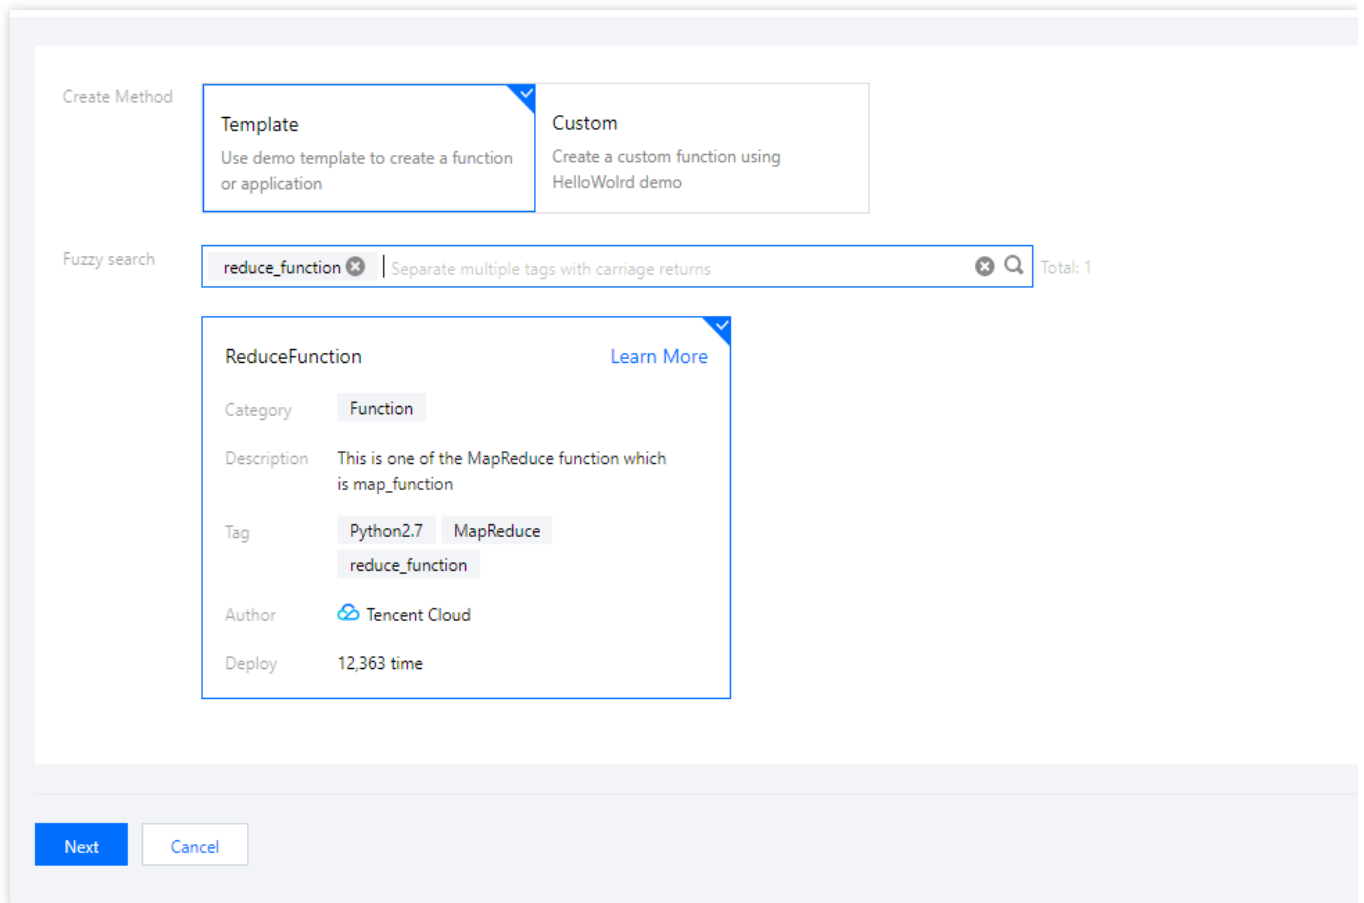 Create Method
Template
Use demo template to create a function
or application
Custom
Create a custom function using
HelloWolrd demo
Fuzzy search
reduce_function
Separate multiple tags with carriage returns
Total: 1
ReduceFunction
Learn More
Category
Function
Description
This is one of the MapReduce function which
is map_function
Tag
Python2.7 MapReduce
reduce_function
Author
Tencent Cloud
Deploy
12,363 time
Next
Cancel